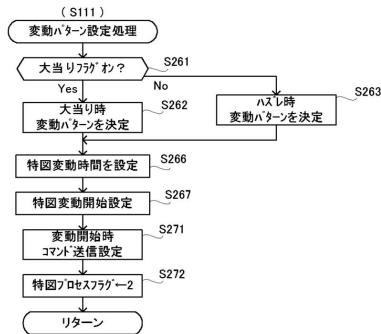 (S111)
変動パターン設定処理
大当りフラグオン?
S261
Yes
No
S262
S263
大当り時
変動パターンを決定
ハズレ時
変動パターンを決定
特図変動時間を設定
S266
特図変動開始設定
S267
変動開始時
コマンド送信設定
S271
特図プロセスフラグ←2
S272
リターン